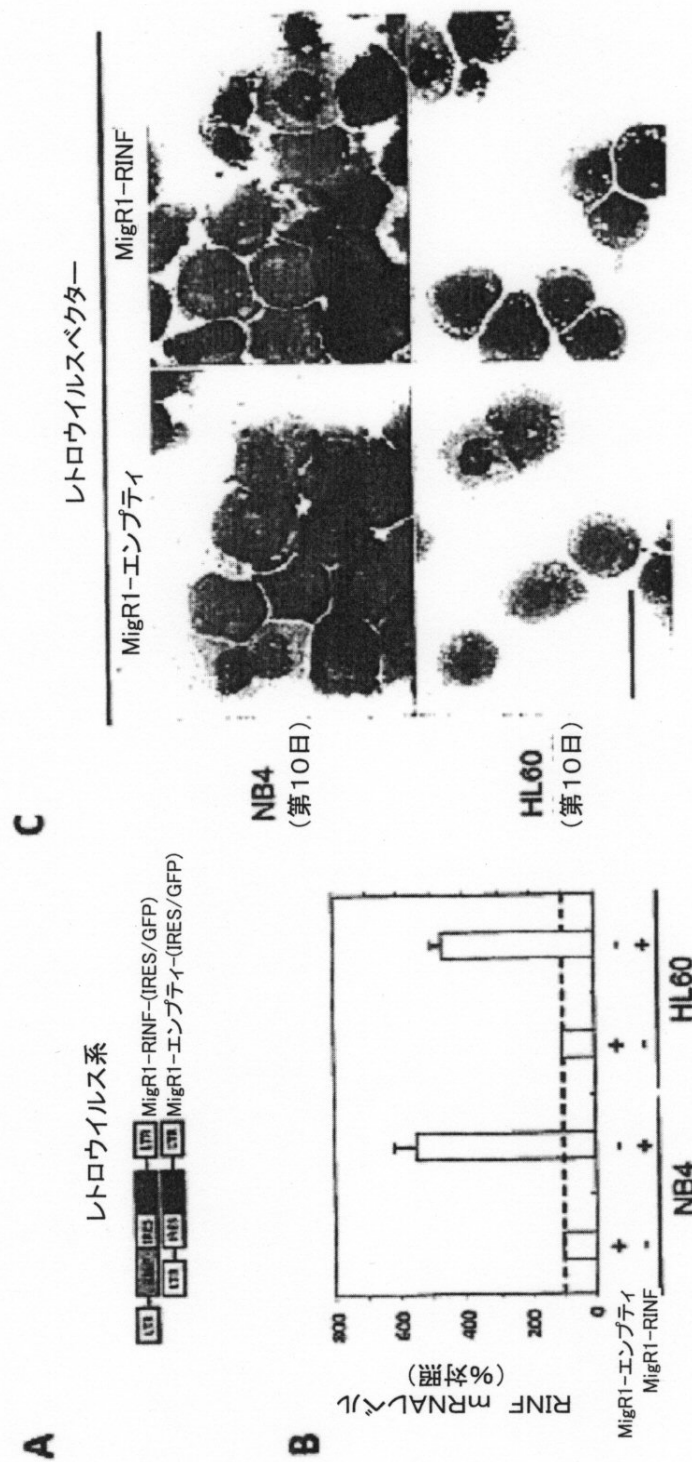 A
レトロウイルス系
LTR
IRES
LTR
MigR1-RINF-(IRES/GFP)
LTR
IRES
LTR
MigR1-エンプティ-(IRES/GFP)
B
RINF mRNAレベル
(%対照)
800
600
400
200
0
MigR1-エンプティ + - + -
MigR1-RINF - + - +
NB4
HL60
C
レトロウイルスベクター
MigR1-エンプティ
MigR1-RINF
NB4
(第10日)
HL60
(第10日)